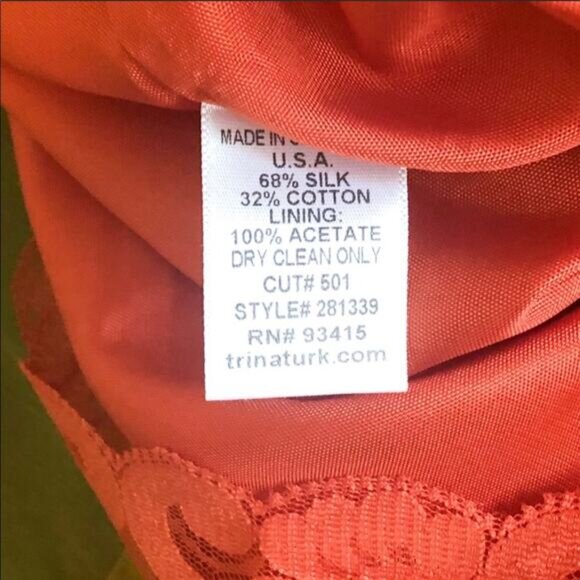 MADE IN
U.S.A.
68% SILK
32% COTTON
LINING:
100% ACETATE
DRY CLEAN ONLY
CUT# 501
STYLE# 281339
RN# 93415
trinaturk.com